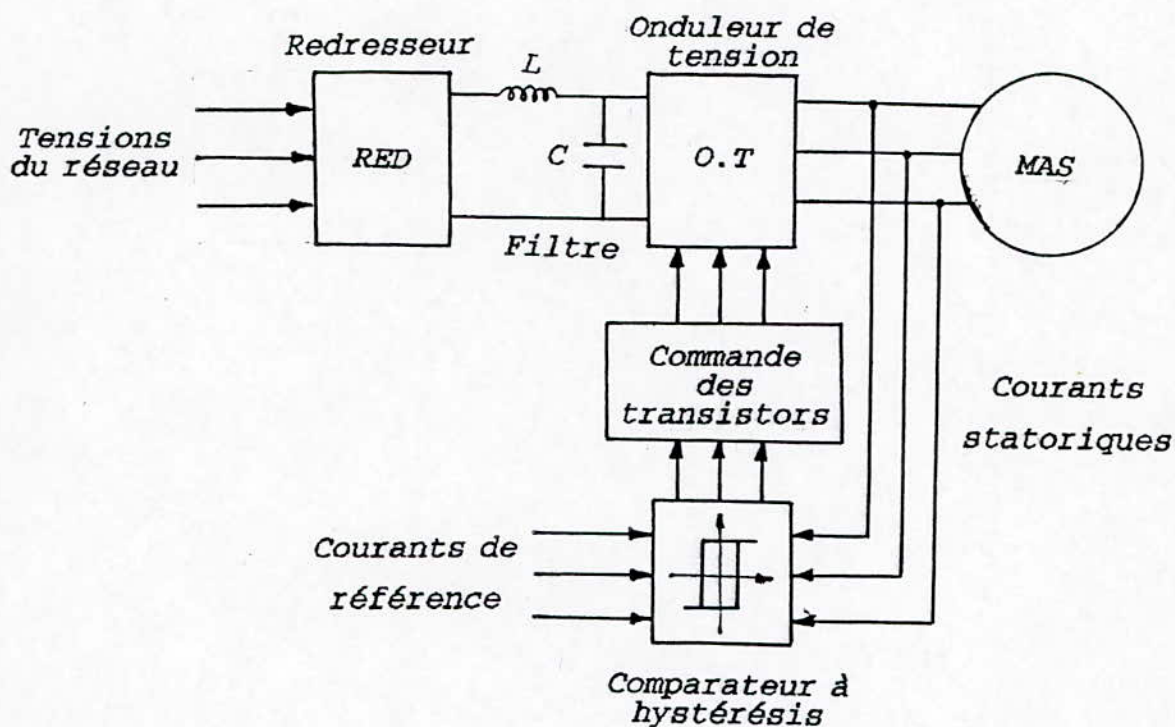 Redresseur
L
Onduleur de
tension
Tensions
du réseau
RED
C
O.T
MAS
Filtre
Commande
des
transistors
Courants
statoriques
Courants de
référence
Comparateur à
hystérésis